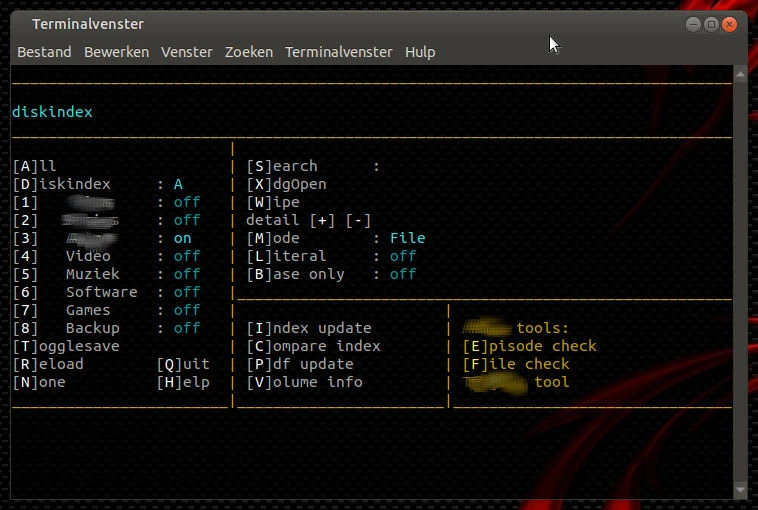 Terminalvenster
Bestand Bewerken Venster Zoeken Terminalvenster Hulp
diskindex
[A]ll | [S]earch :
[D]iskindex : A | [X]dgOpen
[1] : off | [W]ipe
[2] : off | detail [+] [-]
[3] : on | [M]ode : File
[4] Video : off | [L]iteral : off
[5] Muziek : off | [B]ase only : off
[6] Software : off
[7] Games : off
[8] Backup : off | [I]ndex update | tools:
[T]ogglesave | [C]ompare index | [E]pisode check
[R]eload [Q]uit | [P]df update | [F]ile check
[N]one [H]elp | [V]olume info | tool